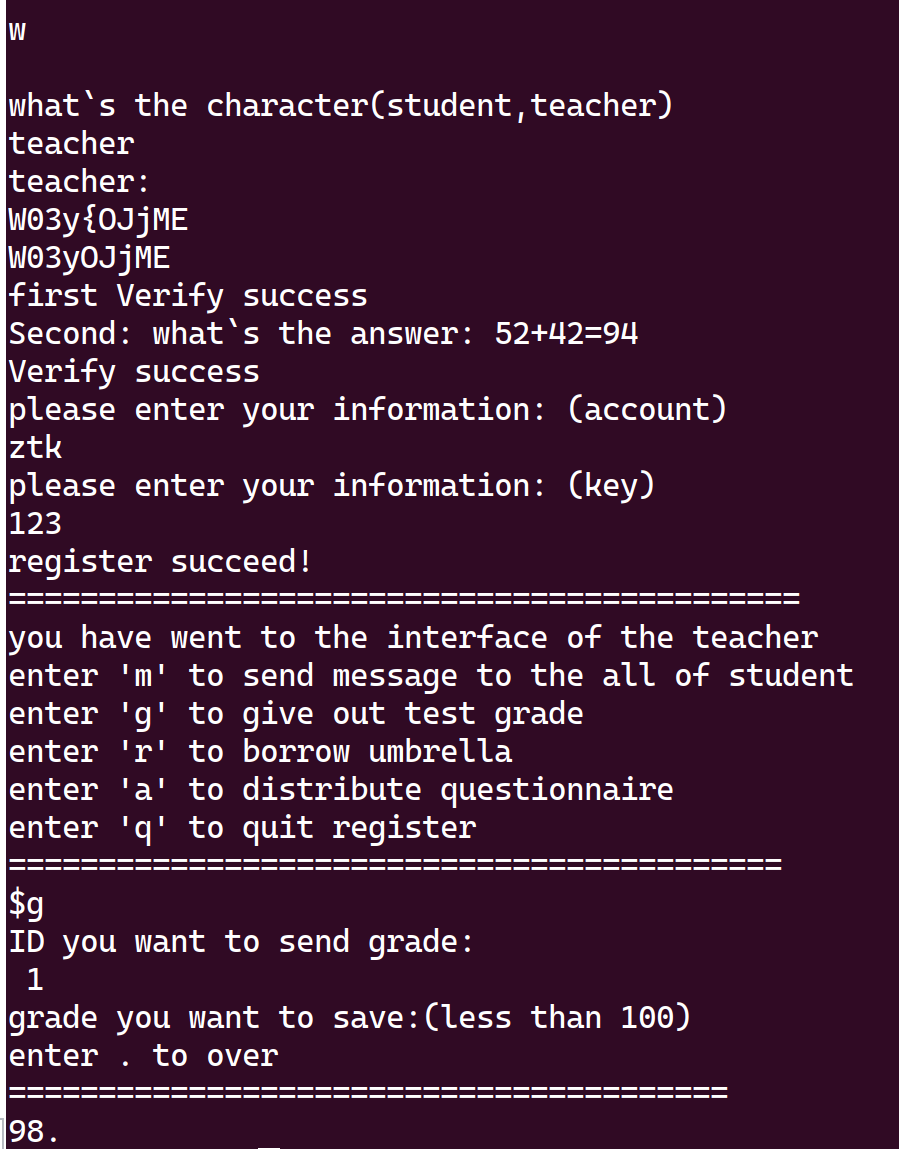 w
what`s the character(student,teacher)
teacher
teacher:
W03y{OJjME
W03yOJjME
first Verify success
Second: what`s the answer: 52+42=94
Verify success
please enter your information: (account)
ztk
please enter your information: (key)
123
register succeed!
============================================
you have went to the interface of the teacher
enter 'm' to send message to the all of student
enter 'g' to give out test grade
enter 'r' to borrow umbrella
enter 'a' to distribute questionnaire
enter 'q' to quit register
===========================================
$g
ID you want to send grade:
 1
grade you want to save:(less than 100)
enter . to over
========================================
98.